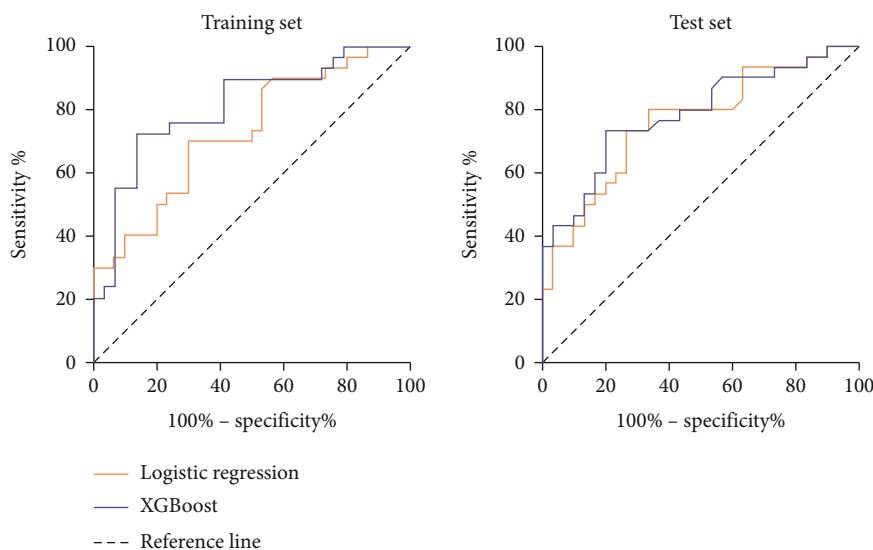 Training set
100
80
60
40
20
0
Sensitivity %
0 20 40 60 80 100
100% – specificity%
Test set
100
80
60
40
20
0
Sensitivity %
0 20 40 60 80 100
100% – specificity%
Logistic regression
XGBoost
Reference line